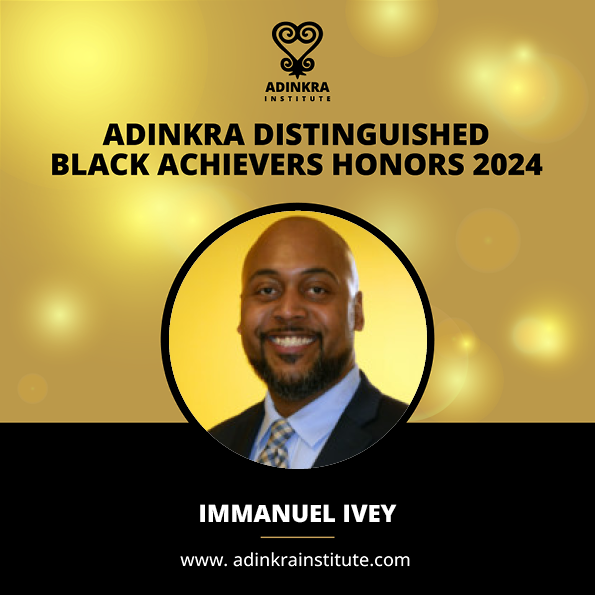 ADINKRA
INSTITUTE
ADINKRA DISTINGUISHED
BLACK ACHIEVERS HONORS 2024
IMMANUEL IVEY
www. adinkrainstitute.com